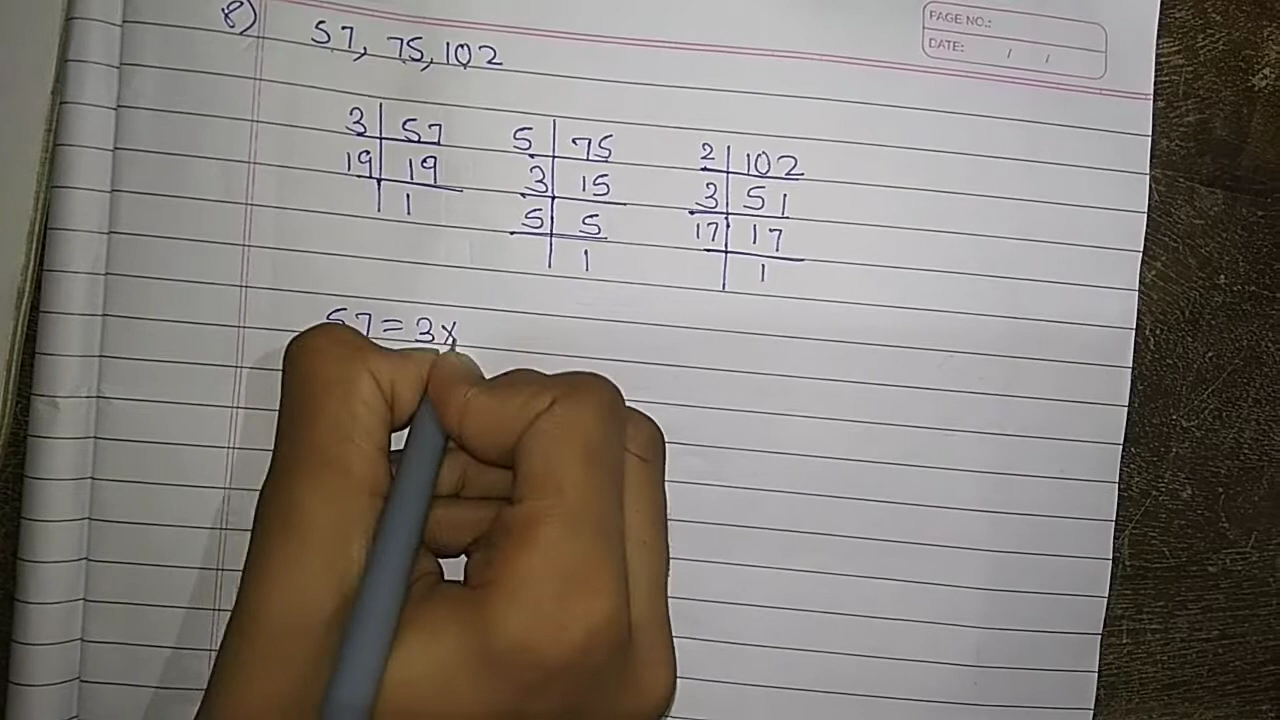 PAGE NO.:
DATE: / /
8) 57, 75, 102
3 57
19 19
1
5 75
3 15
5 5
1
2 102
3 51
17 17
1
57 = 3x